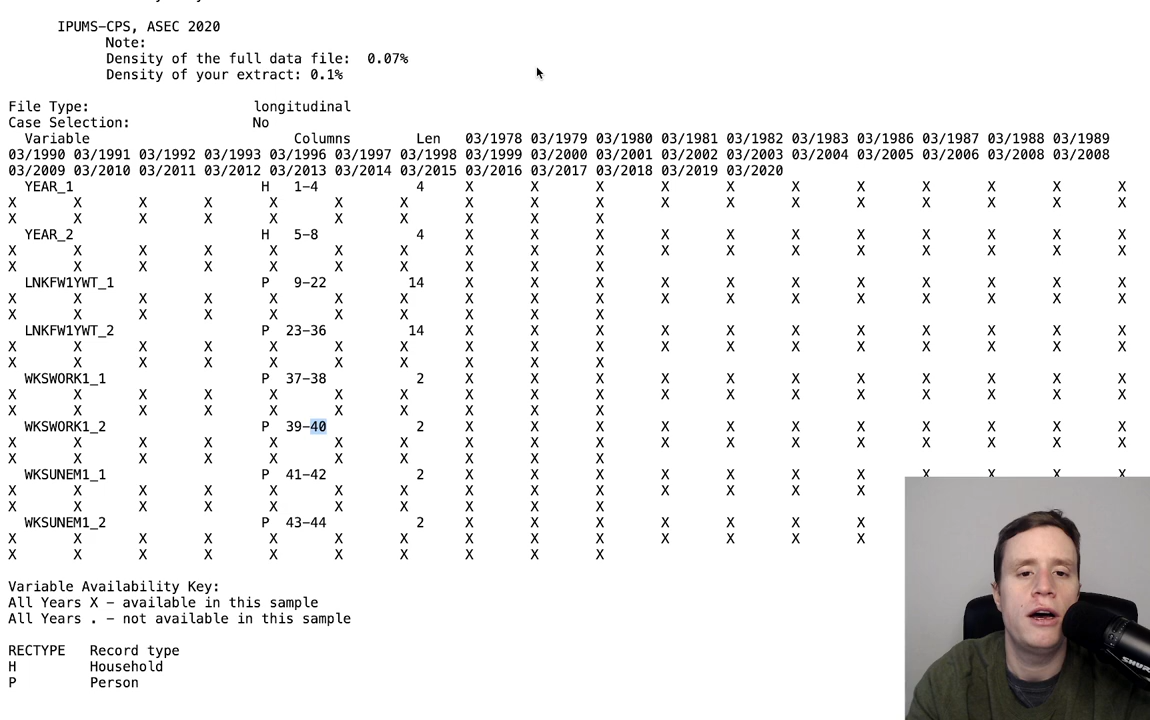 IPUMS-CPS, ASEC 2020
Note:
Density of the full data file:  0.07%
Density of your extract: 0.1%
File Type: longitudinal
Case Selection: No
Variable Columns Len 03/1978 03/1979 03/1980 03/1981 03/1982 03/1983 03/1986 03/1987 03/1988 03/1989
03/1990 03/1991 03/1992 03/1993 03/1996 03/1997 03/1998 03/1999 03/2000 03/2001 03/2002 03/2003 03/2004 03/2005 03/2006 03/2008 03/2008
03/2009 03/2010 03/2011 03/2012 03/2013 03/2014 03/2015 03/2016 03/2017 03/2018 03/2019 03/2020
YEAR_1 H 1-4 4 X X X X X X X X X X X
X X X X X X X X X X X X X X X X X X
X X X X X X X X X X
YEAR_2 H 5-8 4 X X X X X X X X X X X
X X X X X X X X X X X X X X X X X X
X X X X X X X X X X
LNKFW1YWT_1 P 9-22 14 X X X X X X X X X X X
X X X X X X X X X X X X X X X X X X
X X X X X X X X X X
LNKFW1YWT_2 P 23-36 14 X X X X X X X X X X X
X X X X X X X X X X X X X X X X X X
X X X X X X X X X X
WKSWORK1_1 P 37-38 2 X X X X X X X X X X X
X X X X X X X X X X X X X X X X X X
X X X X X X X X X X
WKSWORK1_2 P 39-40 2 X X X X X X X X X X X
X X X X X X X X X X X X X X X X X X
X X X X X X X X X X
WKSUNEM1_1 P 41-42 2 X X X X X X X X X X X
X X X X X X X X X X X X X X
X X X X X X X X X X
WKSUNEM1_2 P 43-44 2 X X X X X X X
X X X X X X X X X X X X X X
X X X X X X X X X X
Variable Availability Key:
All Years X - available in this sample
All Years . - not available in this sample
RECTYPE Record type
H Household
P Person
SHURE